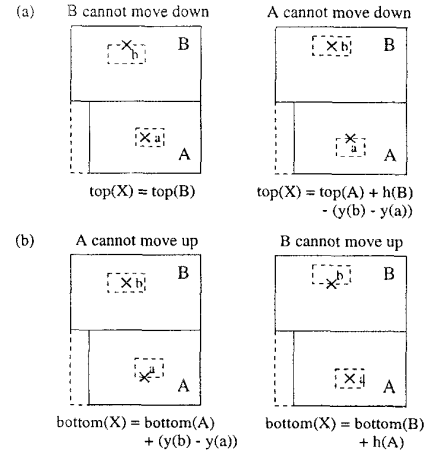 (a) B cannot move down A cannot move down
B B
b b
a a
A A
top(X) = top(B) top(X) = top(A) + h(B)
- (y(b) - y(a))
(b) A cannot move up B cannot move up
B B
b b
a
A A
bottom(X) = bottom(A) bottom(X) = bottom(B)
+ (y(b) - y(a)) + h(A)